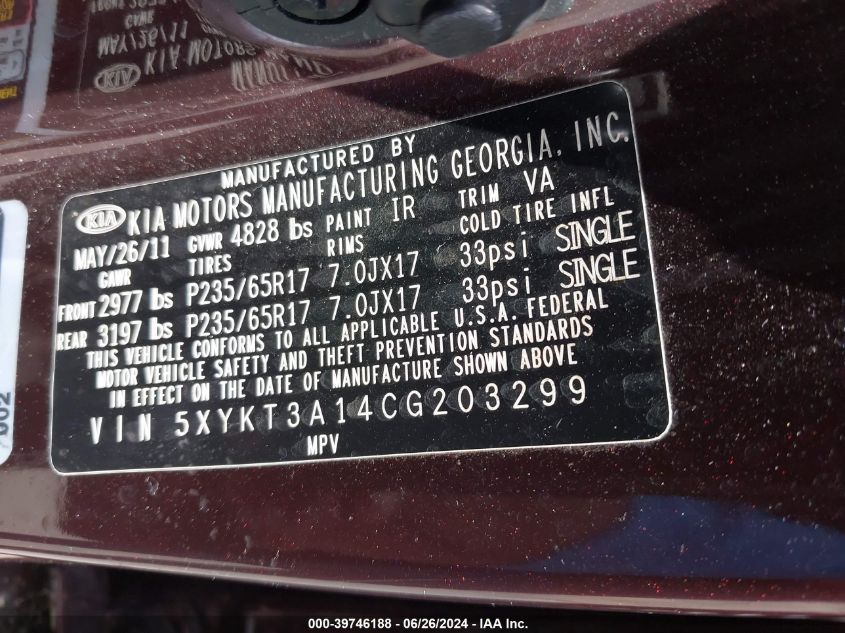 MANUFACTURED BY
KIA KIA MOTORS MANUFACTURING GEORGIA, INC.
MAY/26/11 GVWR 4828 lbs PAINT IR TRIM VA
GAWR TIRES RIMS COLD TIRE INFL
FRONT 2977 lbs P235/65R17 7.0JX17 33psi SINGLE
REAR 3197 lbs P235/65R17 7.0JX17 33psi SINGLE
THIS VEHICLE CONFORMS TO ALL APPLICABLE U.S.A. FEDERAL
MOTOR VEHICLE SAFETY AND THEFT PREVENTION STANDARDS
IN EFFECT ON THE DATE OF MANUFACTURE SHOWN ABOVE
VIN 5XYKT3A14CG203299
MPV
002
000-39746188 - 06/26/2024 - © IAA Inc.